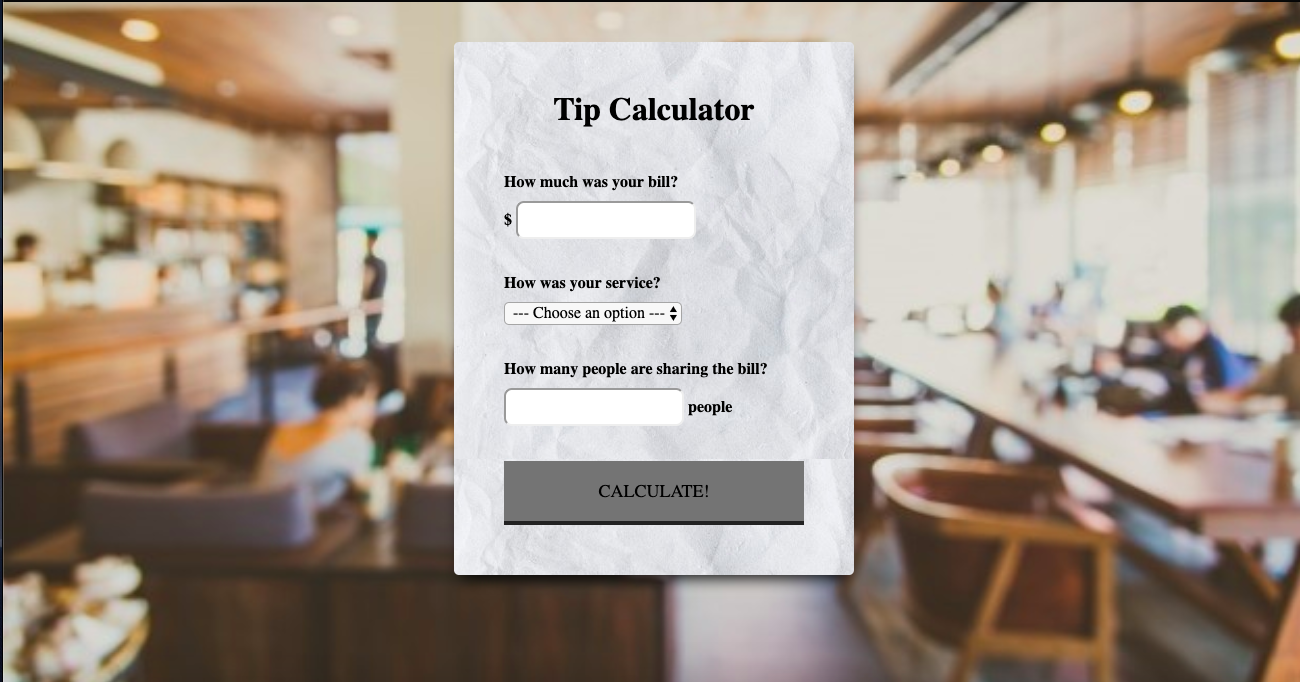 Tip Calculator
How much was your bill?
$
How was your service?
--- Choose an option ---
How many people are sharing the bill?
people
CALCULATE!